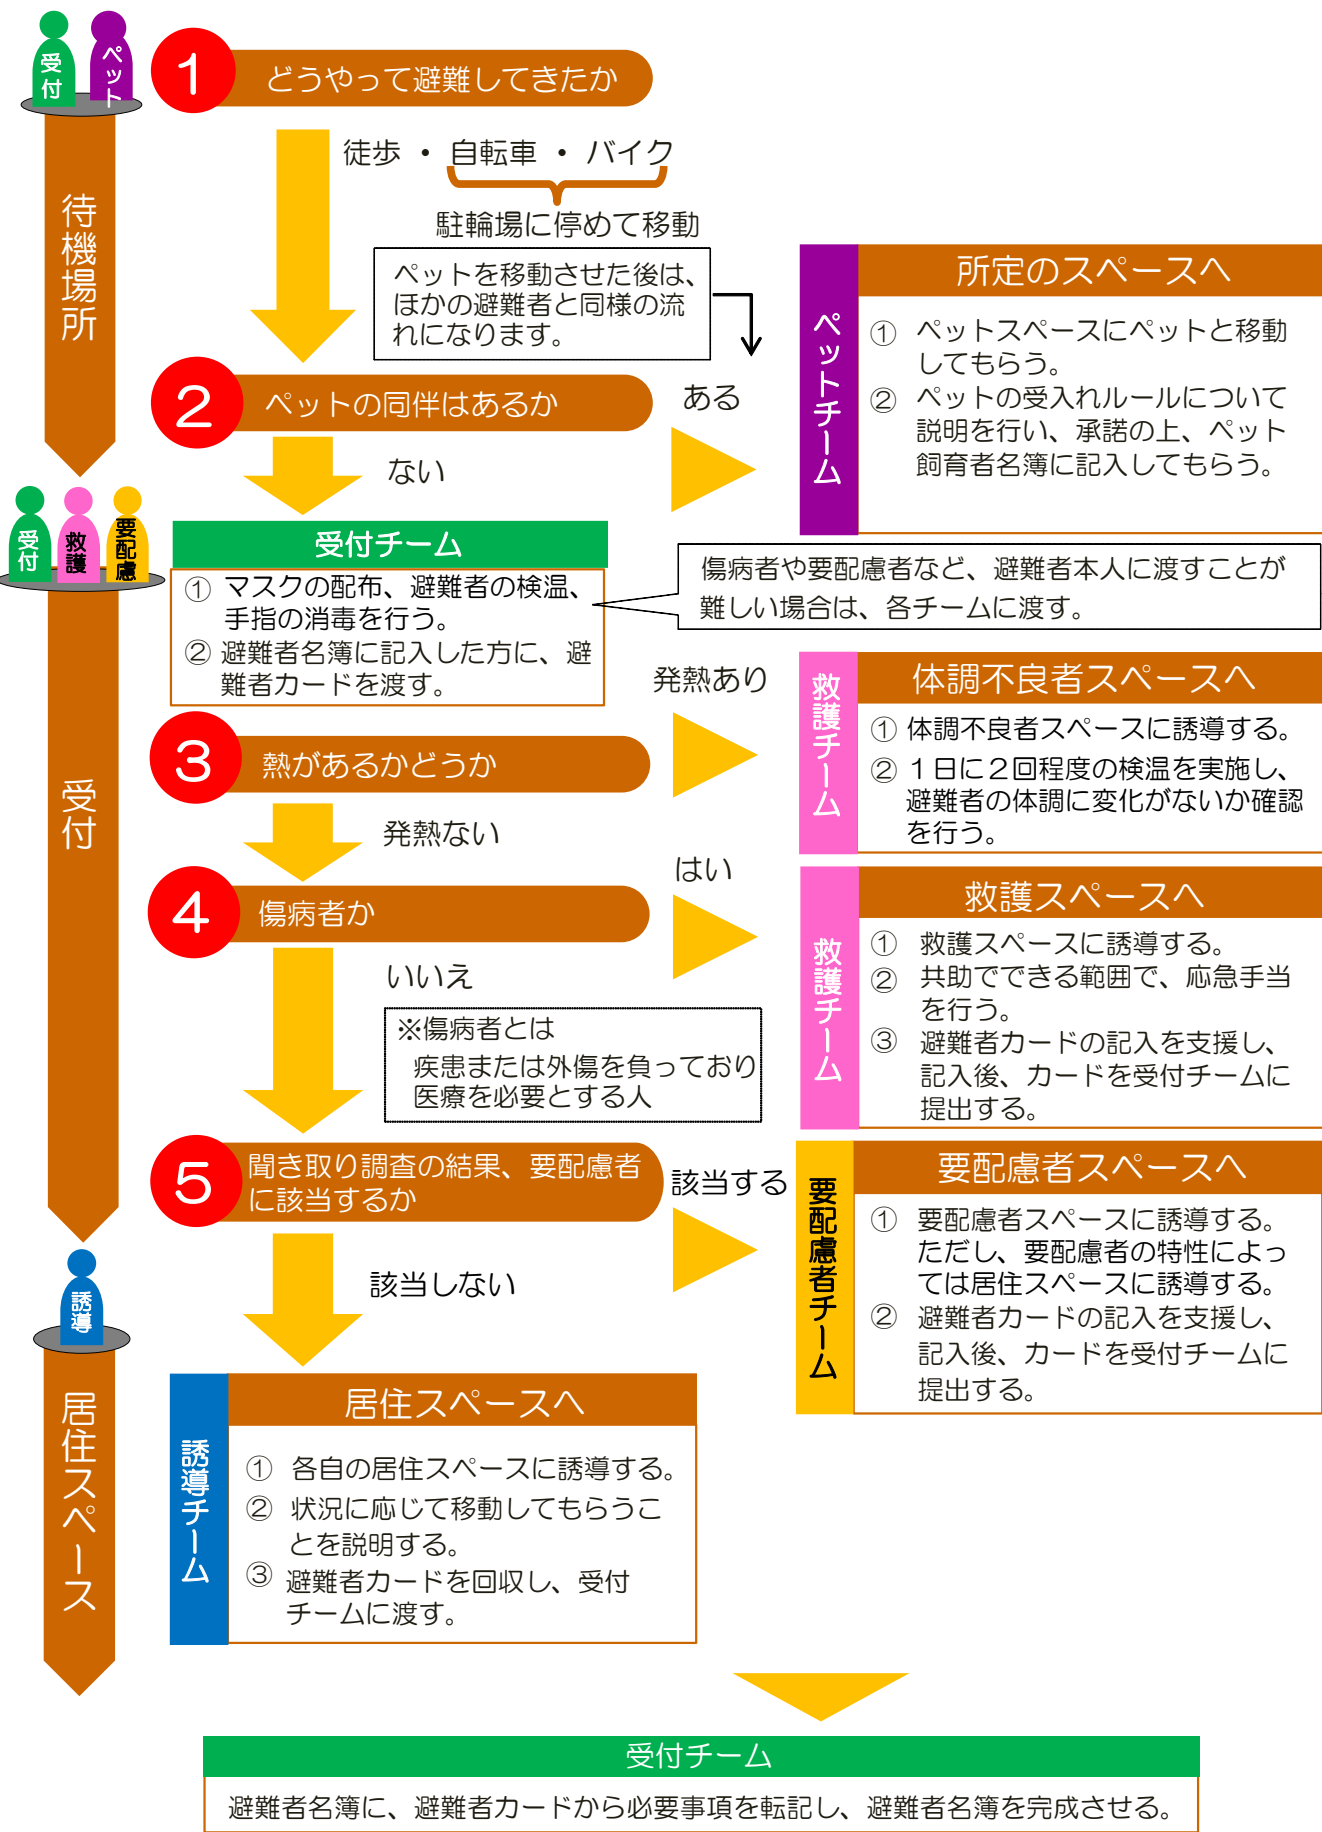 受付
ペット
1
どうやって避難してきたか
徒歩 ・ 自転車 ・ バイク
駐輪場に停めて移動
待機場所
ペットを移動させた後は、
ほかの避難者と同様の流
れになります。
2
ペットの同伴はあるか
ある
ない
ペットチーム
所定のスペースへ
① ペットスペースにペットと移動
してもらう。
② ペットの受入れルールについて
説明を行い、承諾の上、ペット
飼育者名簿に記入してもらう。
受付
救護
要配慮
受付チーム
① マスクの配布、避難者の検温、
手指の消毒を行う。
② 避難者名簿に記入した方に、避
難者カードを渡す。
傷病者や要配慮者など、避難者本人に渡すことが
難しい場合は、各チームに渡す。
受付
3
熱があるかどうか
発熱あり
発熱ない
救護チーム
体調不良者スペースへ
① 体調不良者スペースに誘導する。
② 1日に2回程度の検温を実施し、
避難者の体調に変化がないか確認
を行う。
4
傷病者か
はい
いいえ
※傷病者とは
疾患または外傷を負っており
医療を必要とする人
救護チーム
救護スペースへ
① 救護スペースに誘導する。
② 共助でできる範囲で、応急手当
を行う。
③ 避難者カードの記入を支援し、
記入後、カードを受付チームに
提出する。
5
聞き取り調査の結果、要配慮者
に該当するか
該当する
該当しない
要配慮者チーム
要配慮者スペースへ
① 要配慮者スペースに誘導する。
ただし、要配慮者の特性によっ
ては居住スペースに誘導する。
② 避難者カードの記入を支援し、
記入後、カードを受付チームに
提出する。
誘導
居住スペース
誘導チーム
居住スペースへ
① 各自の居住スペースに誘導する。
② 状況に応じて移動してもらうこ
とを説明する。
③ 避難者カードを回収し、受付
チームに渡す。
受付チーム
避難者名簿に、避難者カードから必要事項を転記し、避難者名簿を完成させる。